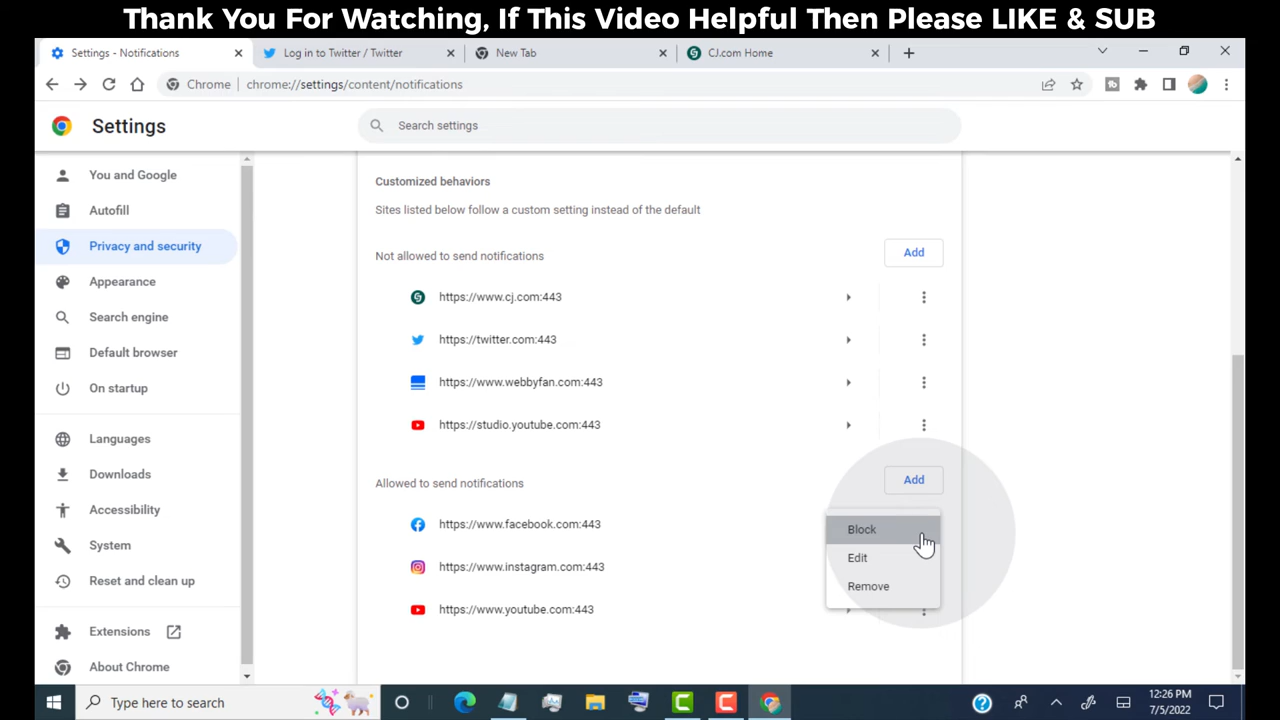 Thank You For Watching, If This Video Helpful Then Please LIKE & SUB
Settings - Notifications
Log in to Twitter / Twitter
New Tab
CJ.com Home
Chrome
chrome://settings/content/notifications
Settings
Search settings
You and Google
Autofill
Privacy and security
Appearance
Search engine
Default browser
On startup
Languages
Downloads
Accessibility
System
Reset and clean up
Extensions
About Chrome
Customized behaviors
Sites listed below follow a custom setting instead of the default
Not allowed to send notifications
Add
https://www.cj.com:443
https://twitter.com:443
https://www.webbyfan.com:443
https://studio.youtube.com:443
Allowed to send notifications
Add
https://www.facebook.com:443
https://www.instagram.com:443
https://www.youtube.com:443
Block
Edit
Remove
Type here to search
12:26 PM
7/5/2022